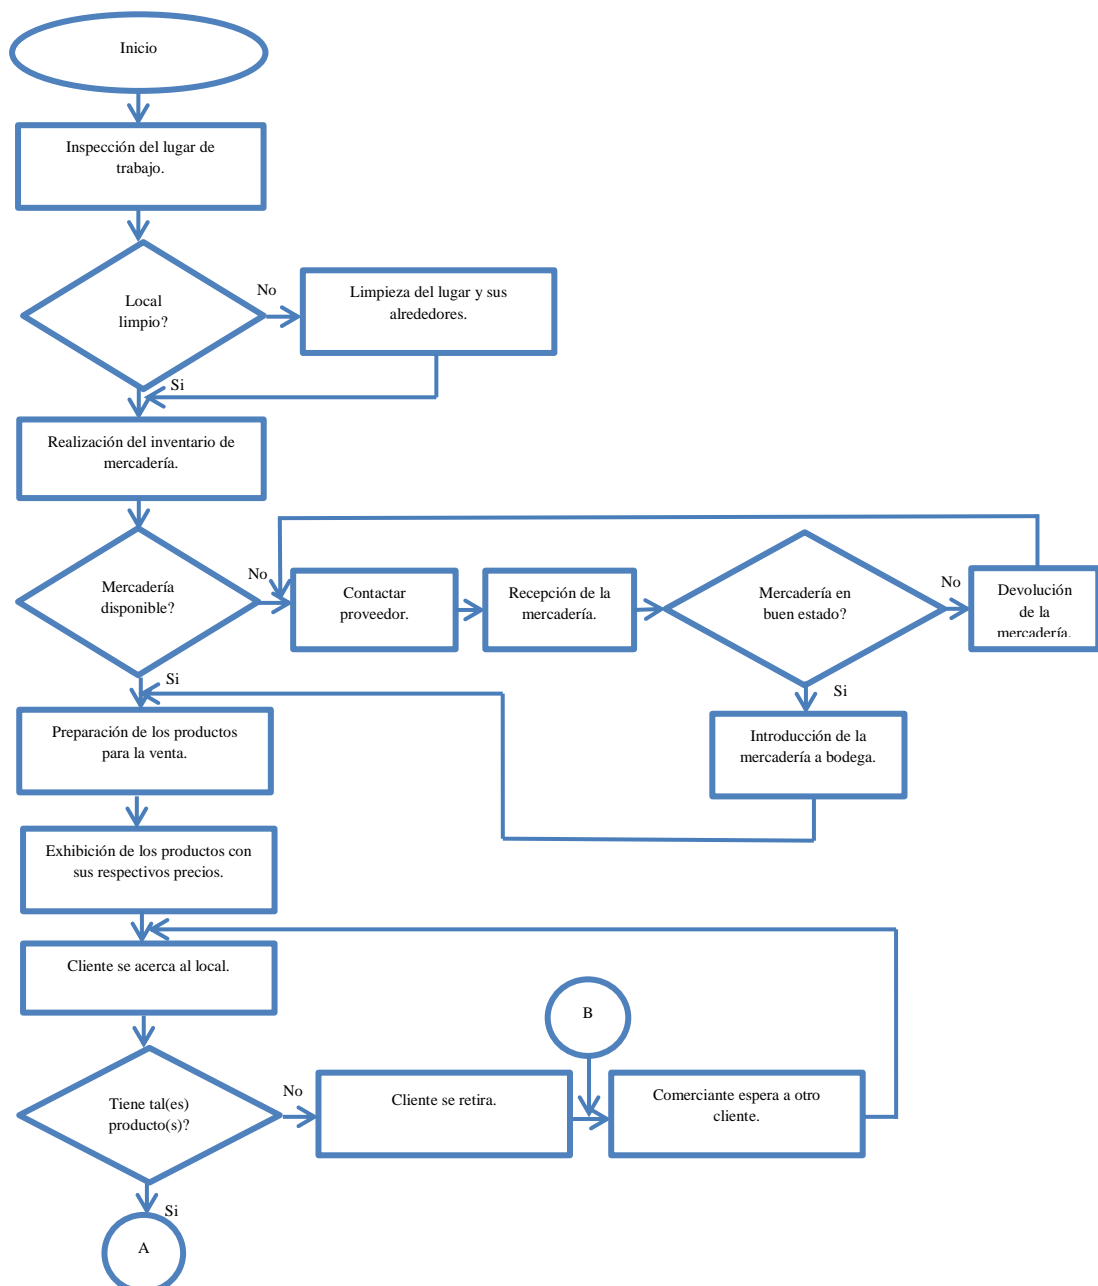 Inicio
Inspección del lugar de
trabajo.
Local
limpio?
No
Limpieza del lugar y sus
alrededores.
Si
Realización del inventario de
mercadería.
Mercadería
disponible?
No
Contactar
proveedor.
Recepción de la
mercadería.
Mercadería en
buen estado?
No
Devolución
de la
mercadería.
Si
Si
Introducción de la
mercadería a bodega.
Preparación de los productos
para la venta.
Exhibición de los productos con
sus respectivos precios.
Cliente se acerca al local.
B
Tiene tal(es)
producto(s)?
No
Cliente se retira.
Comerciante espera a otro
cliente.
Si
A